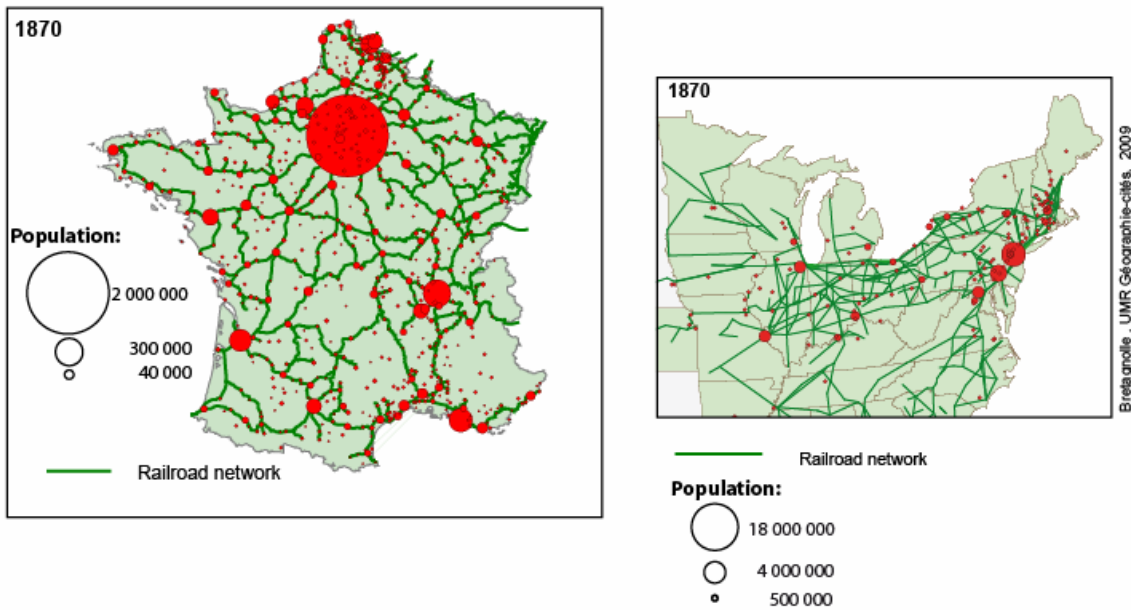 1870
Population:
2 000 000
300 000
40 000
Railroad network
1870
Railroad network
Population:
18 000 000
4 000 000
500 000
Bretagnolle , UMR Géographie-cités, 2009